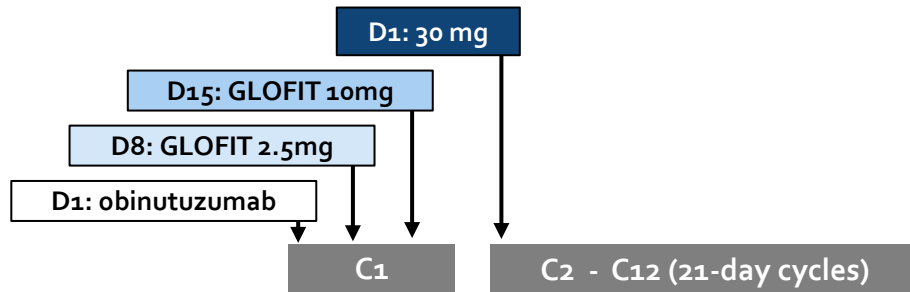 D1: 30 mg
D15: GLOFIT 10mg
D8: GLOFIT 2.5mg
D1: obinutuzumab
C1
C2 - C12 (21-day cycles)